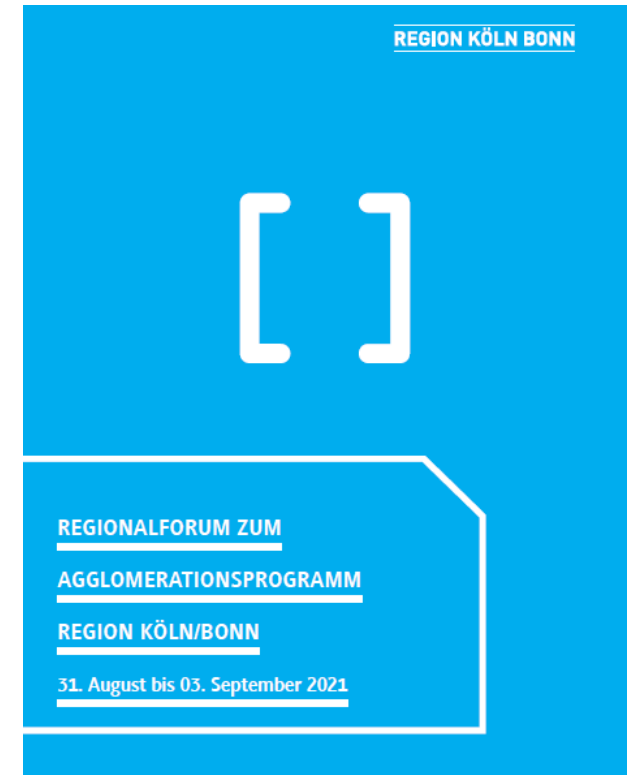 REGION KÖLN BONN
[ ]
REGIONALFORUM ZUM
AGGLOMERATIONSPROGRAMM
REGION KÖLN/BONN
31. August bis 03. September 2021